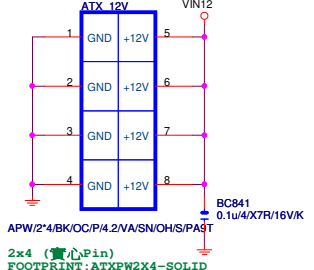 ATX_12V
VIN12
1 GND +12V 5
2 GND +12V 6
3 GND +12V 7
4 GND +12V 8
BC841
0.1u/4/X7R/16V/K
APW/2*4/BK/OC/P/4.2/VA/SN/OH/S/PA9T
2x4 (實心Pin)
FOOTPRINT:ATXPW2X4-SOLID